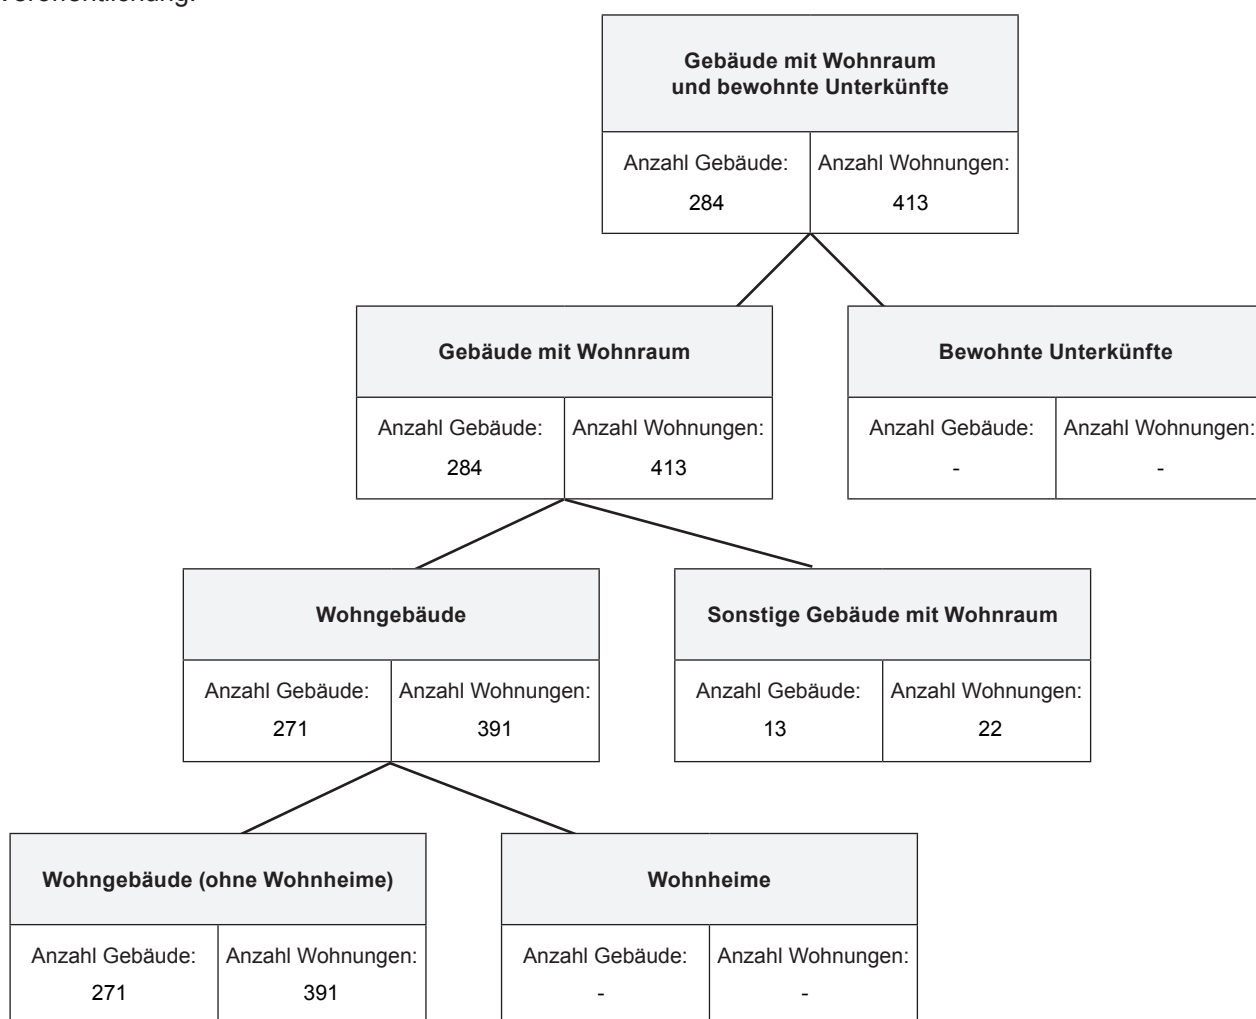 Veröffentlichung.
Gebäude mit Wohnraum
und bewohnte Unterkünfte
Anzahl Gebäude: Anzahl Wohnungen:
284 413
Gebäude mit Wohnraum
Bewohnte Unterkünfte
Anzahl Gebäude: Anzahl Wohnungen:
284 413
Anzahl Gebäude: Anzahl Wohnungen:
- -
Wohngebäude
Sonstige Gebäude mit Wohnraum
Anzahl Gebäude: Anzahl Wohnungen:
271 391
Anzahl Gebäude: Anzahl Wohnungen:
13 22
Wohngebäude (ohne Wohnheime)
Wohnheime
Anzahl Gebäude: Anzahl Wohnungen:
271 391
Anzahl Gebäude: Anzahl Wohnungen:
- -